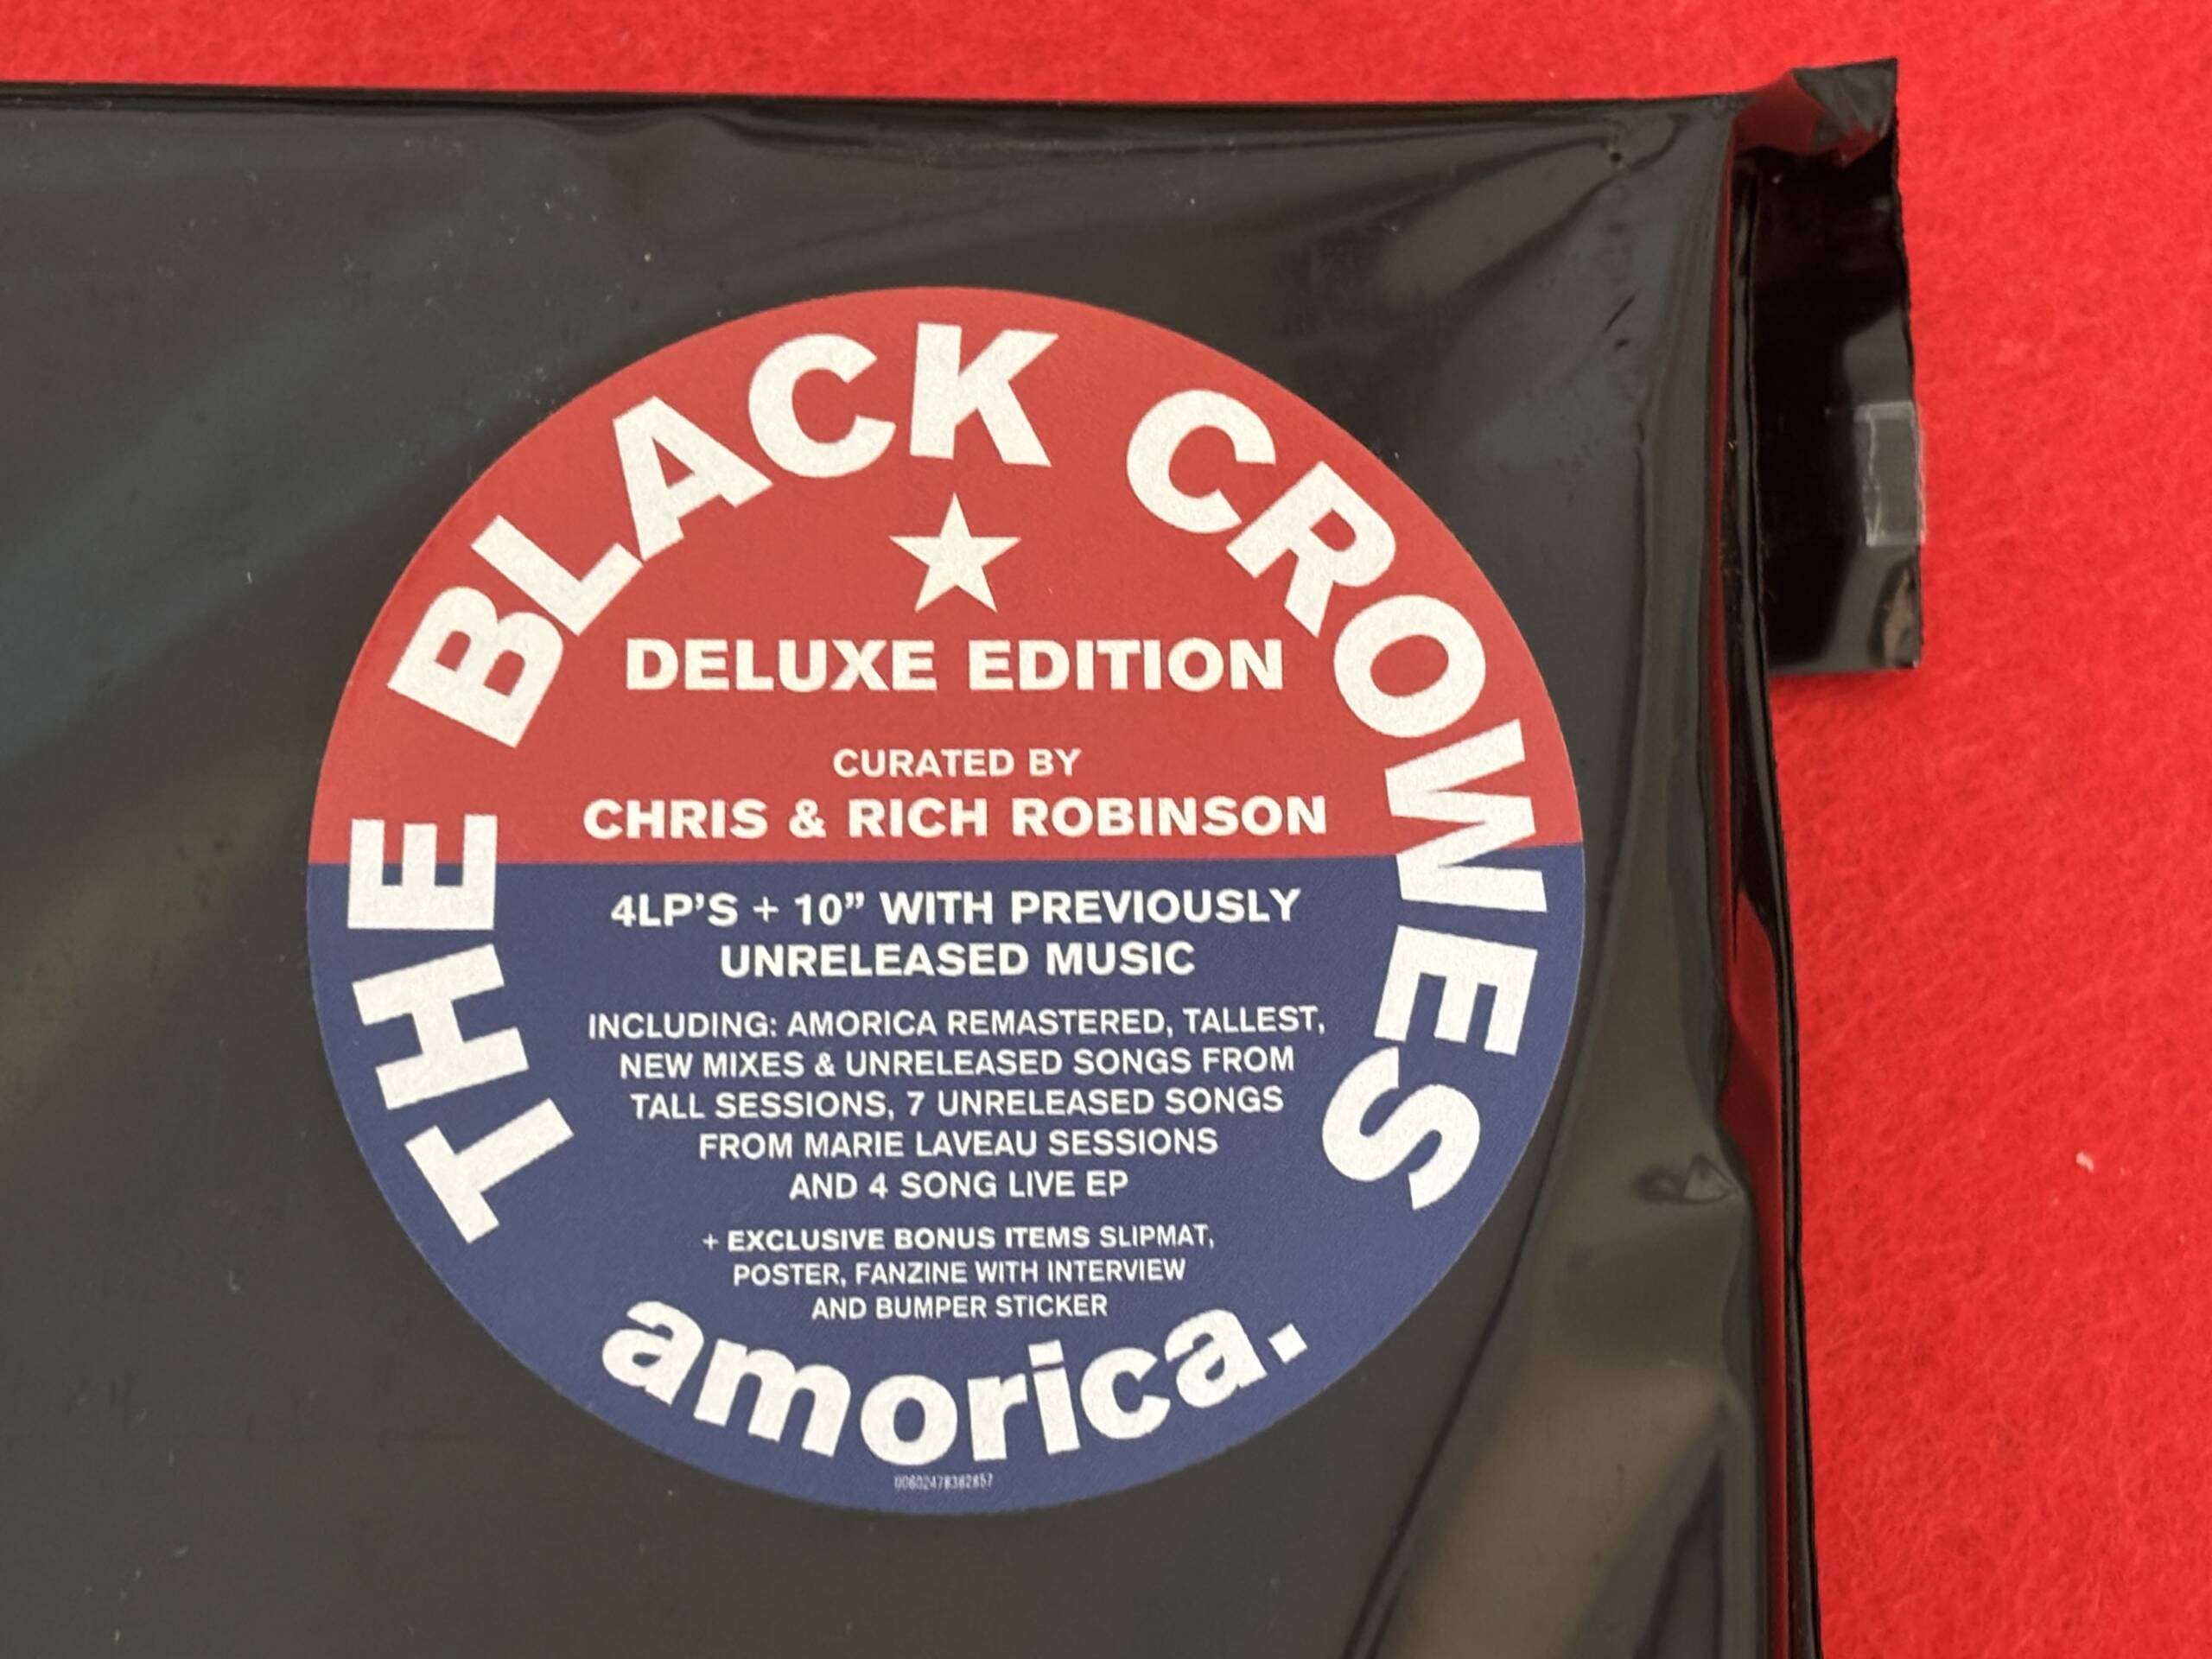 THE BLACK CROWES
DELUXE EDITION
CURATED BY
CHRIS & RICH ROBINSON
4LP’S + 10” WITH PREVIOUSLY
UNRELEASED MUSIC
INCLUDING: AMORICA REMASTERED, TALLEST,
NEW MIXES & UNRELEASED SONGS FROM
TALL SESSIONS, 7 UNRELEASED SONGS
FROM MARIE LAVEAU SESSIONS
AND 4 SONG LIVE EP
+ EXCLUSIVE BONUS ITEMS SLIPMAT,
POSTER, FANZINE WITH INTERVIEW
AND BUMPER STICKER
amorica.
00602478382857